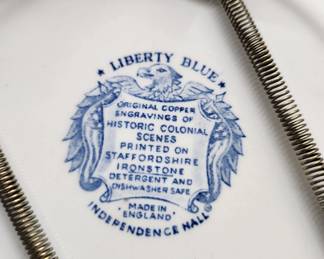 ★ LIBERTY BLUE ★
ORIGINAL COPPER
ENGRAVINGS OF
HISTORIC COLONIAL
SCENES
PRINTED ON
STAFFORDSHIRE
IRONSTONE
DETERGENT AND
DISHWASHER SAFE
· MADE IN
ENGLAND ·
INDEPENDENCE HALL